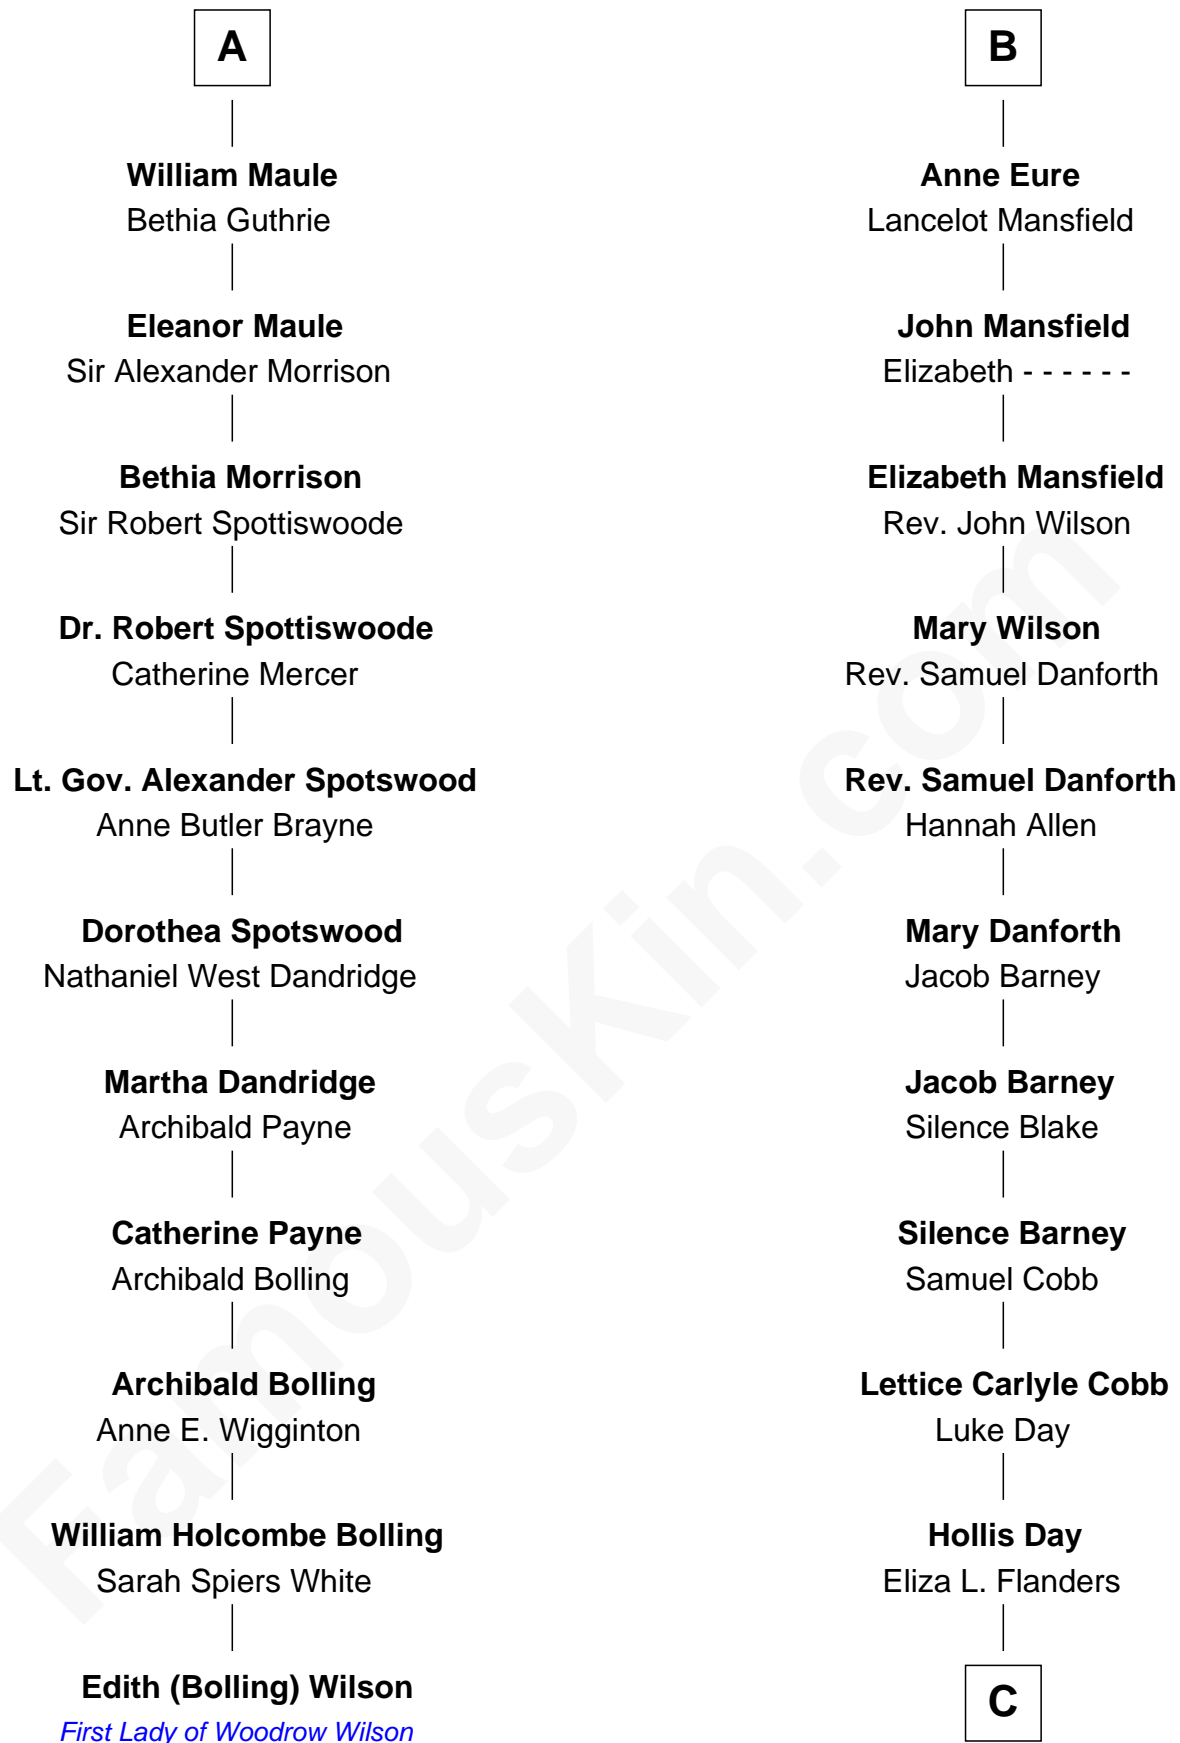 A
William Maule
Bethia Guthrie
Eleanor Maule
Sir Alexander Morrison
Bethia Morrison
Sir Robert Spottiswoode
Dr. Robert Spottiswoode
Catherine Mercer
Lt. Gov. Alexander Spotswood
Anne Butler Brayne
Dorothea Spotswood
Nathaniel West Dandridge
Martha Dandridge
Archibald Payne
Catherine Payne
Archibald Bolling
Archibald Bolling
Anne E. Wigginton
William Holcombe Bolling
Sarah Spiers White
Edith (Bolling) Wilson
First Lady of Woodrow Wilson
B
Anne Eure
Lancelot Mansfield
John Mansfield
Elizabeth - - - - - -
Elizabeth Mansfield
Rev. John Wilson
Mary Wilson
Rev. Samuel Danforth
Rev. Samuel Danforth
Hannah Allen
Mary Danforth
Jacob Barney
Jacob Barney
Silence Blake
Silence Barney
Samuel Cobb
Lettice Carlyle Cobb
Luke Day
Hollis Day
Eliza L. Flanders
C
FamousKin.com